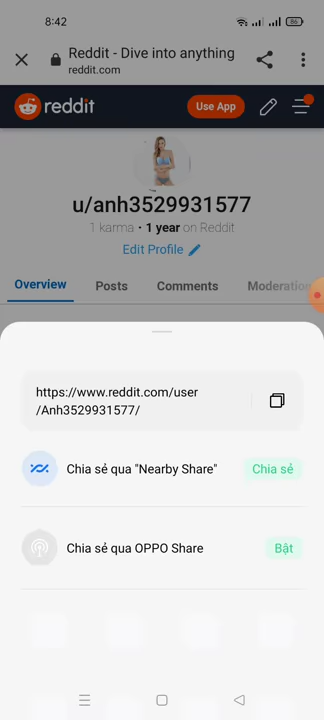 8:42
86
Reddit - Dive into anything
reddit.com
reddit
Use App
u/anh3529931577
1 karma • 1 year on Reddit
Edit Profile
Overview Posts Comments Moderation
https://www.reddit.com/user
/Anh3529931577/
Chia sẻ qua "Nearby Share" Chia sẻ
Chia sẻ qua OPPO Share Bật